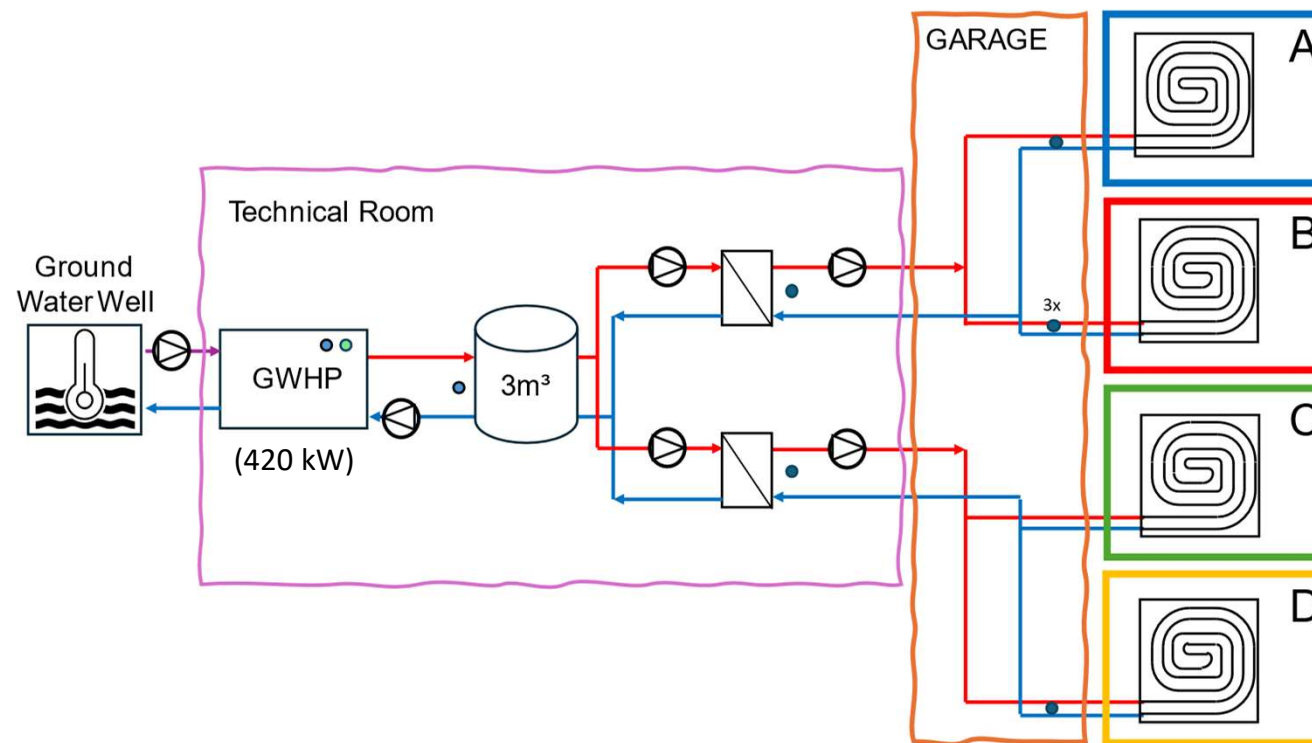 GARAGE
A
Technical Room
B
Ground
Water Well
3x
GWHP
3m³
(420 kW)
C
D